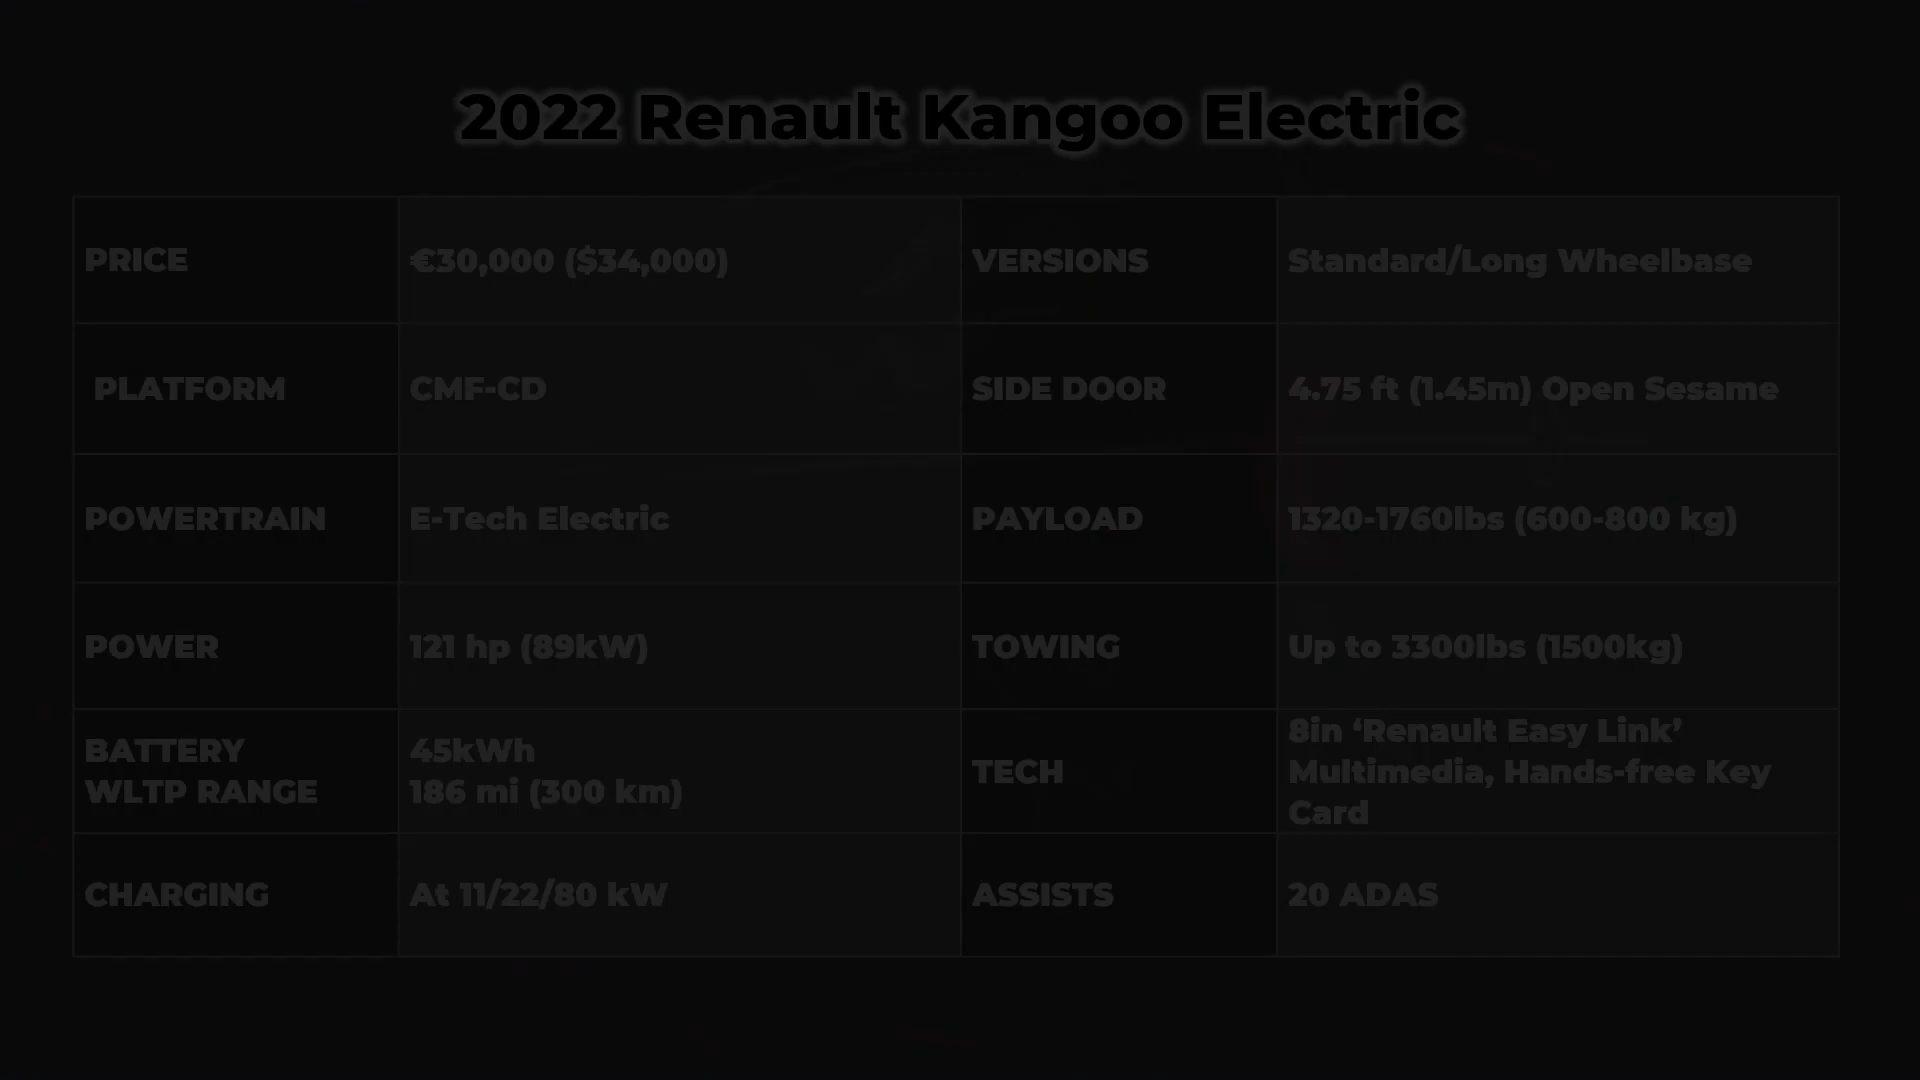 2022 Renault Kangoo Electric
PRICE
€30,000 ($34,000)
VERSIONS
Standard/Long Wheelbase
PLATFORM
CMF-CD
SIDE DOOR
4.75 ft (1.45m) Open Sesame
POWERTRAIN
E-Tech Electric
PAYLOAD
1320-1760lbs (600-800 kg)
POWER
121 hp (89kW)
TOWING
Up to 3300lbs (1500kg)
BATTERY
WLTP RANGE
45kWh
186 mi (300 km)
TECH
8in ‘Renault Easy Link’
Multimedia, Hands-free Key
Card
CHARGING
At 11/22/80 kW
ASSISTS
20 ADAS